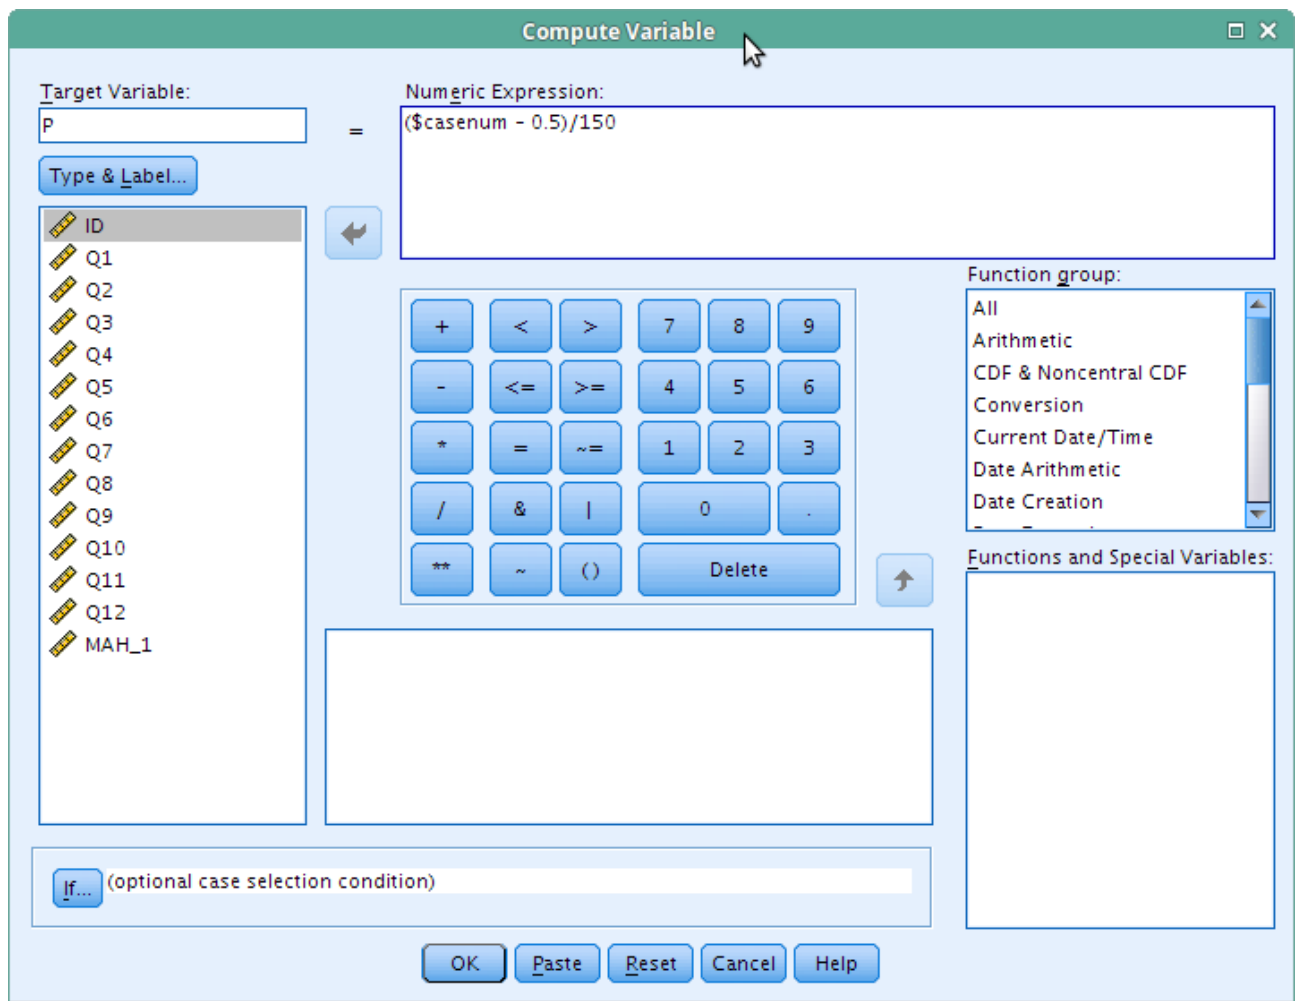 Compute Variable
Target Variable:
P
=
Numeric Expression:
($casenum - 0.5)/150
Type & Label...
ID
Q1
Q2
Q3
Q4
Q5
Q6
Q7
Q8
Q9
Q10
Q11
Q12
MAH_1
+ < > 7 8 9
- <= >= 4 5 6
* = ~= 1 2 3
/ & | 0 .
** ~ () Delete
Function group:
All
Arithmetic
CDF & Noncentral CDF
Conversion
Current Date/Time
Date Arithmetic
Date Creation
Functions and Special Variables:
If... (optional case selection condition)
OK Paste Reset Cancel Help